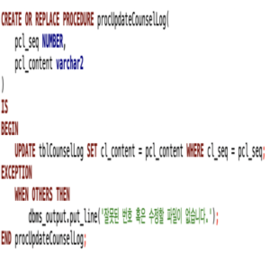 CREATE OR REPLACE PROCEDURE procUpdateCounselLog(
pcl_seq NUMBER,
pcl_content varchar2
)
IS
BEGIN
UPDATE tblCounselLog SET cl_content = pcl_content WHERE cl_seq = pcl_seq;
EXCEPTION
WHEN OTHERS THEN
dbms_output.put_line('잘못된 번호 혹은 수정할 파일이 없습니다.');
END procUpdateCounselLog;